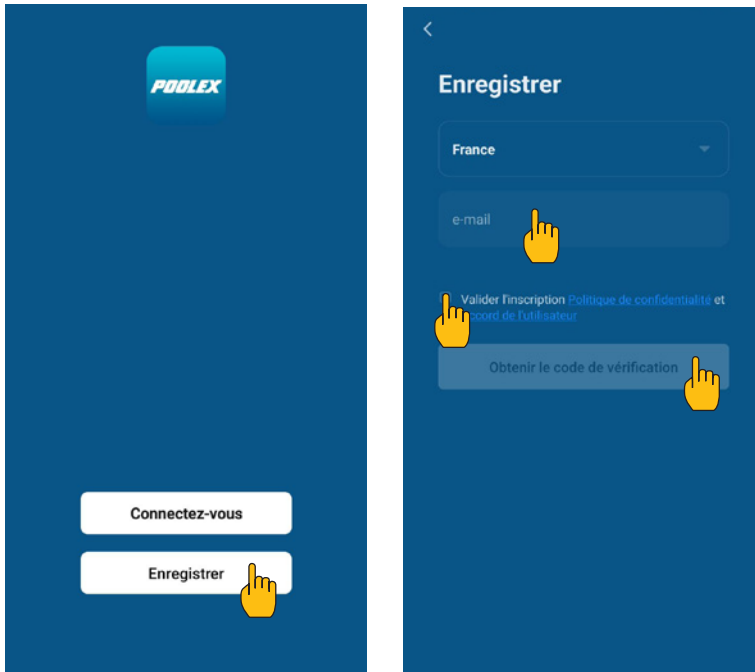 POOLEX
Connectez-vous
Enregistrer
Enregistrer
France
e-mail
Valider l'inscription Politique de confidentialité et
de l'utilisateur
Obtenir le code de vérification